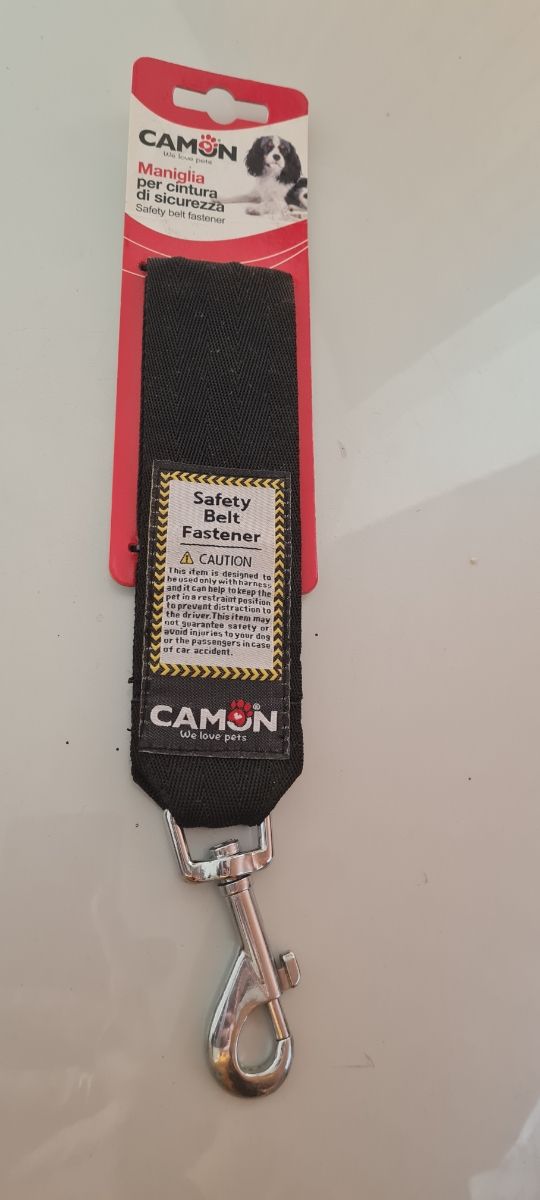 CAMON
We love pets
Maniglia
per cintura
di sicurezza
Safety belt fastener
Safety
Belt
Fastener
CAUTION
This item is designed to
be used only with harness
and it can help to keep the
pet in a restraint position
to prevent distraction to
the driver. This item may
not guarantee safety or
avoid injuries to your dog
or the passengers in case
of car accident.
CAMON®
We love pets